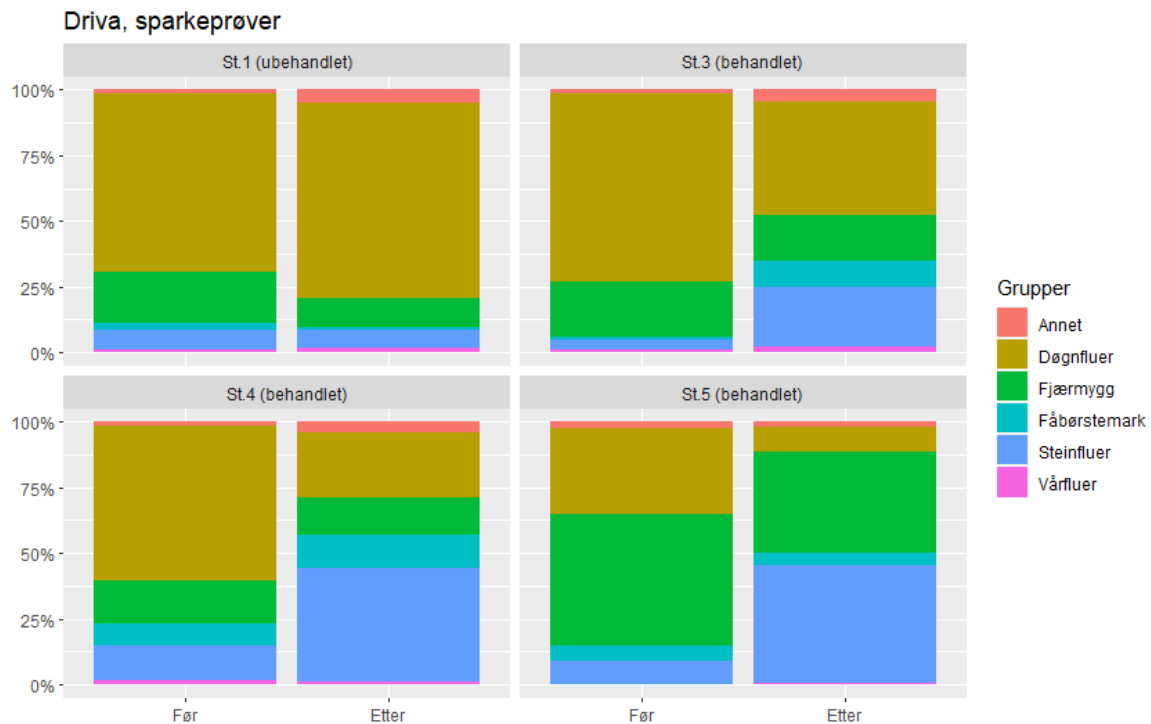 Driva, sparkeprøver
St.1 (ubehandlet)
St.3 (behandlet)
100%
75%
50%
25%
0%
St.4 (behandlet)
St.5 (behandlet)
100%
75%
50%
25%
0%
Før
Etter
Før
Etter
Grupper
Annet
Døgnfluer
Fjærmygg
Fåbørstemark
Steinfluer
Vårfluer